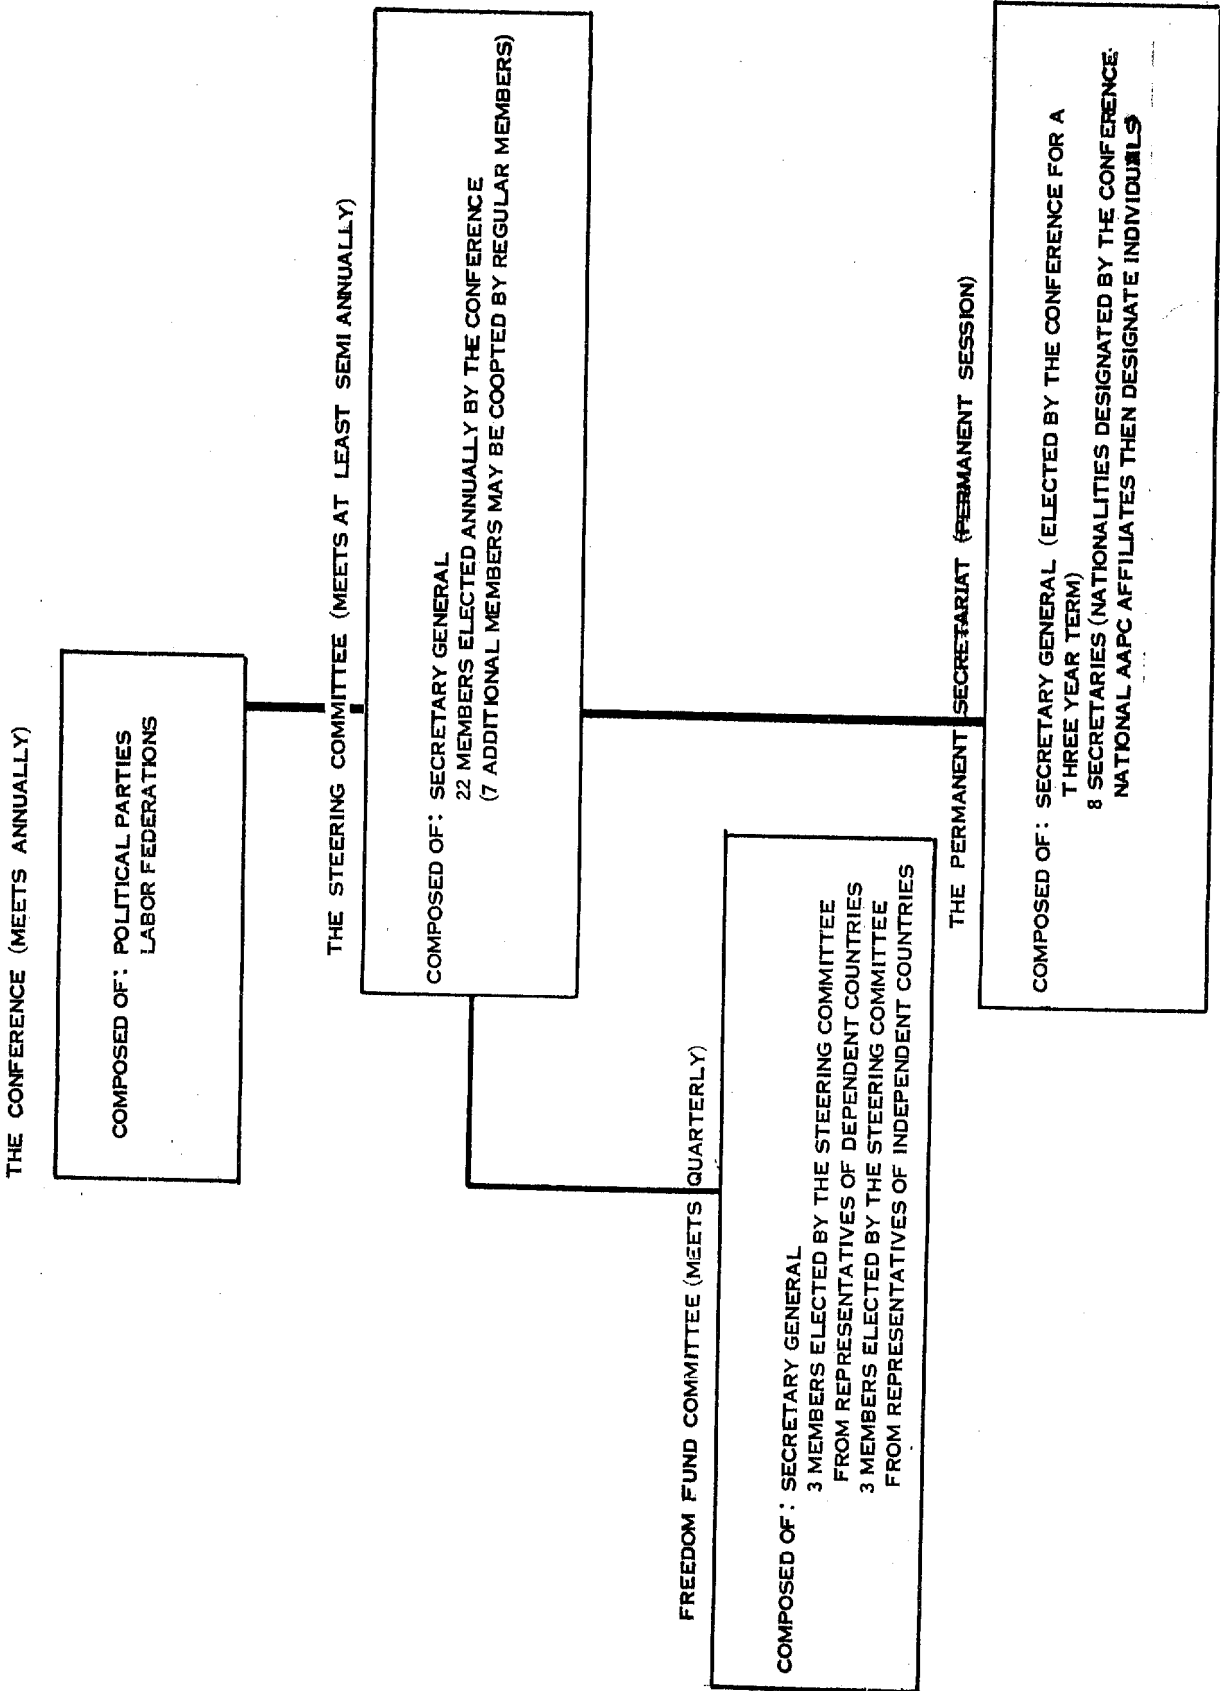 THE CONFERENCE (MEETS ANNUALLY)
COMPOSED OF: POLITICAL PARTIES
LABOR FEDERATIONS
THE STEERING COMMITTEE (MEETS AT LEAST SEMI ANNUALLY)
COMPOSED OF: SECRETARY GENERAL
22 MEMBERS ELECTED ANNUALLY BY THE CONFERENCE
(7 ADDITIONAL MEMBERS MAY BE COOPTED BY REGULAR MEMBERS)
FREEDOM FUND COMMITTEE (MEETS QUARTERLY)
COMPOSED OF: SECRETARY GENERAL
3 MEMBERS ELECTED BY THE STEERING COMMITTEE
FROM REPRESENTATIVES OF DEPENDENT COUNTRIES
3 MEMBERS ELECTED BY THE STEERING COMMITTEE
FROM REPRESENTATIVES OF INDEPENDENT COUNTRIES
THE PERMANENT SECRETARIAT (PERMANENT SESSION)
COMPOSED OF: SECRETARY GENERAL (ELECTED BY THE CONFERENCE FOR A
THREE YEAR TERM)
8 SECRETARIES (NATIONALITIES DESIGNATED BY THE CONFERENCE.
NATIONAL AAPC AFFILIATES THEN DESIGNATE INDIVIDUALS)